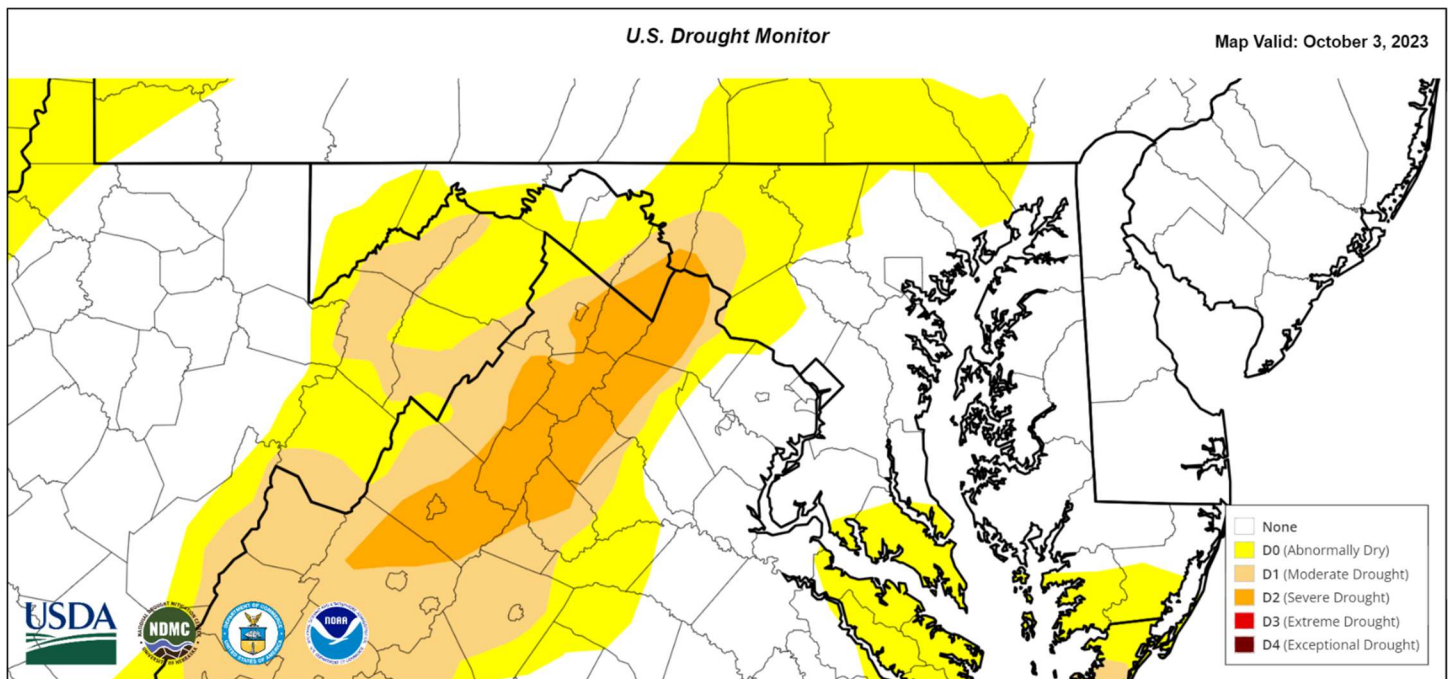 U.S. Drought Monitor
Map Valid: October 3, 2023
None
D0 (Abnormally Dry)
D1 (Moderate Drought)
D2 (Severe Drought)
D3 (Extreme Drought)
D4 (Exceptional Drought)
USDA
NDMC
NOAA